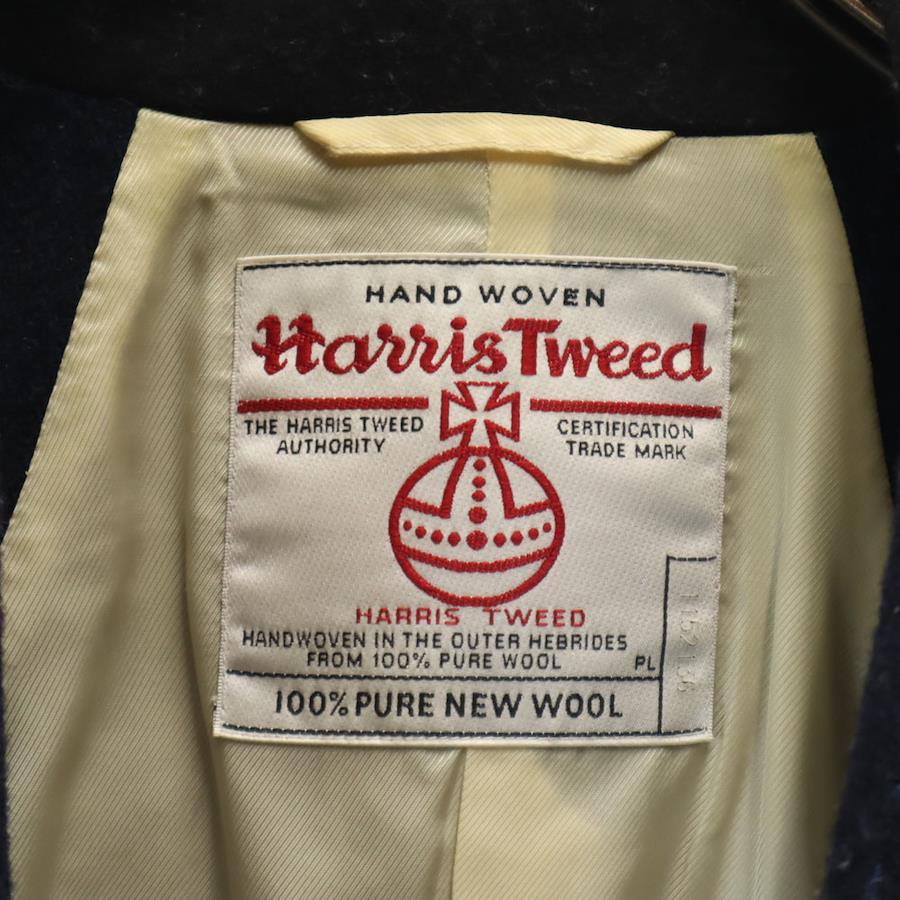 HAND WOVEN
Harris Tweed
THE HARRIS TWEED
AUTHORITY
CERTIFICATION
TRADE MARK
HARRIS TWEED
HANDWOVEN IN THE OUTER HEBRIDES
FROM 100% PURE WOOL
PL
100% PURE NEW WOOL